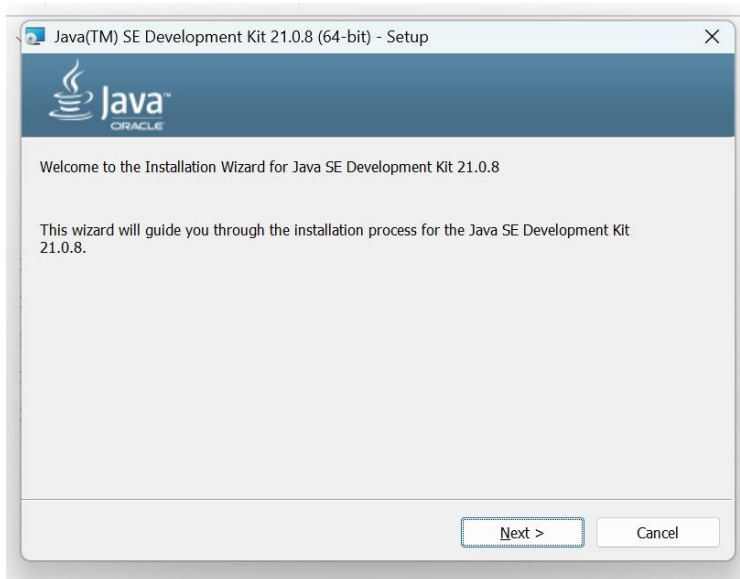 Java(TM) SE Development Kit 21.0.8 (64-bit) - Setup
Java™
ORACLE
Welcome to the Installation Wizard for Java SE Development Kit 21.0.8
This wizard will guide you through the installation process for the Java SE Development Kit
21.0.8.
Next >
Cancel